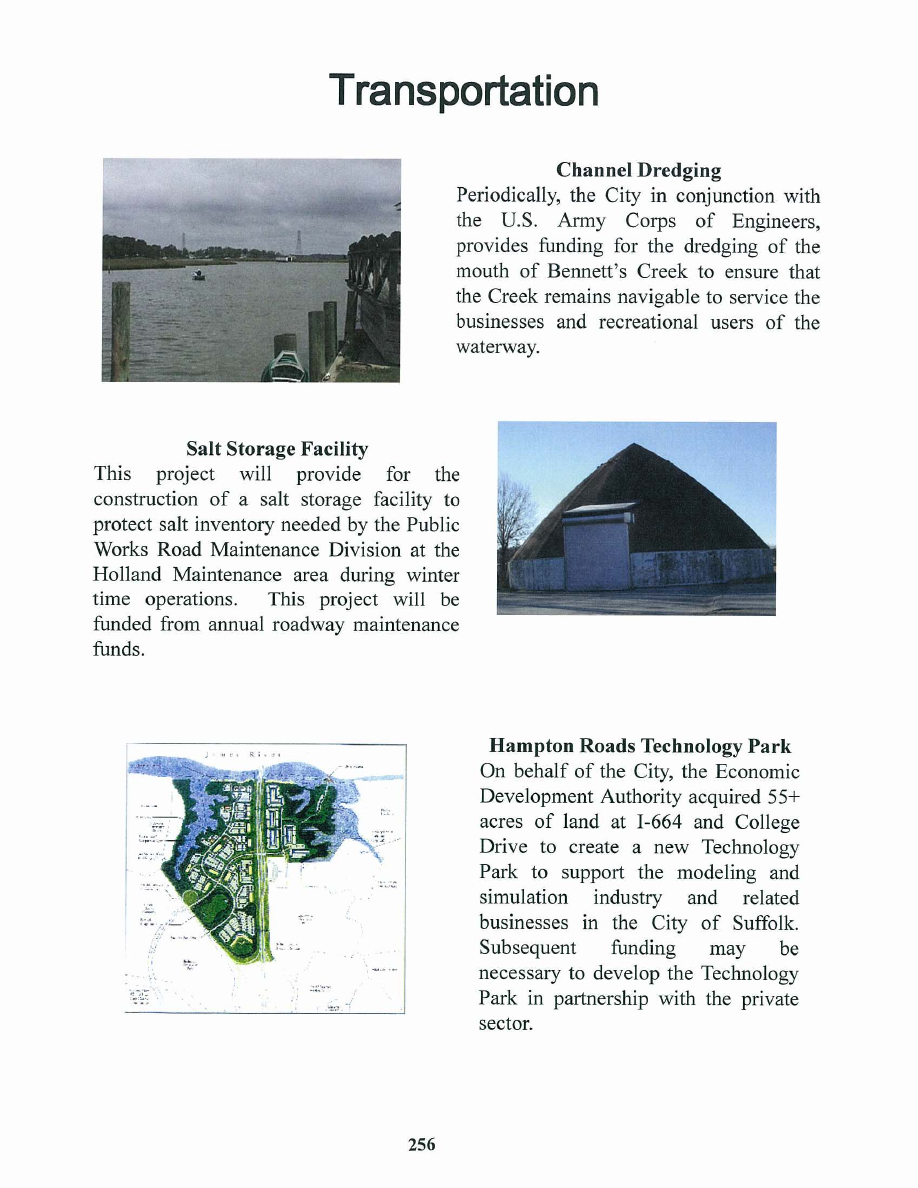 Transportation
Channel Dredging
Periodically, the City in conjunction with
the U.S. Army Corps of Engineers,
provides funding for the dredging of the
mouth of Bennett's Creek to ensure that
the Creek remains navigable to service the
businesses and recreational users of the
waterway.
Salt Storage Facility
This project will provide for the
construction of a salt storage facility to
protect salt inventory needed by the Public
Works Road Maintenance Division at the
Holland Maintenance area during winter
time operations. This project will be
funded from annual roadway maintenance
funds.
James River
Hampton Roads Technology Park
On behalf of the City, the Economic
Development Authority acquired 55+
acres of land at I-664 and College
Drive to create a new Technology
Park to support the modeling and
simulation industry and related
businesses in the City of Suffolk.
Subsequent funding may be
necessary to develop the Technology
Park in partnership with the private
sector.
256